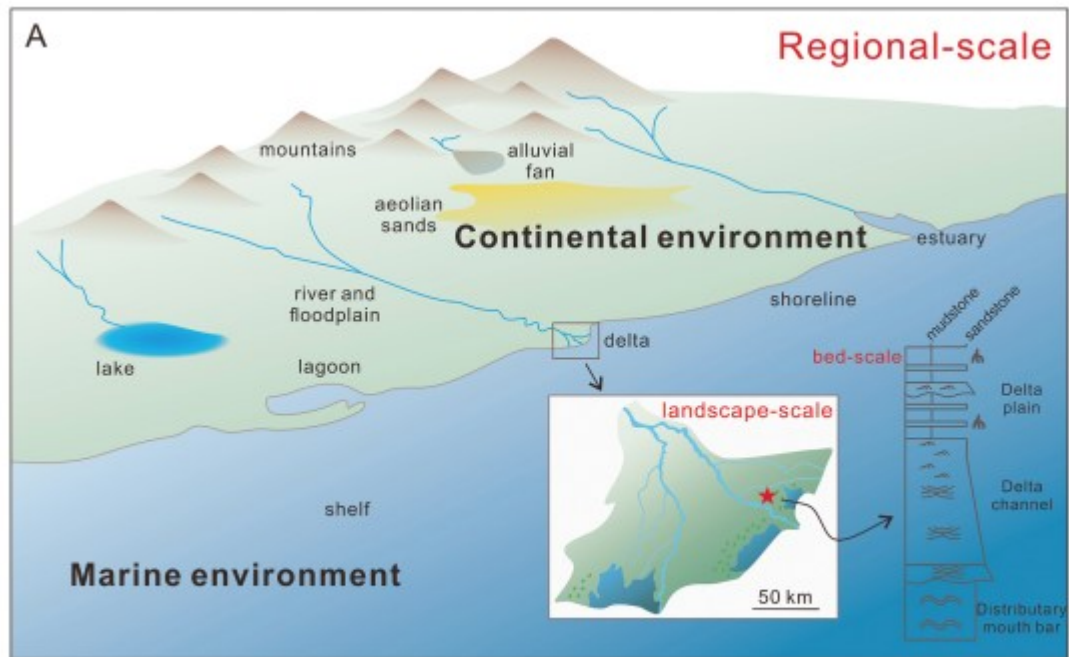 A
Regional-scale
mountains
alluvial
fan
aeolian
sands
Continental environment
estuary
river and
floodplain
shoreline
lake
lagoon
delta
mudstone
sandstone
bed-scale
landscape-scale
Delta
plain
Delta
channel
shelf
Marine environment
50 km
Distributary
mouth bar